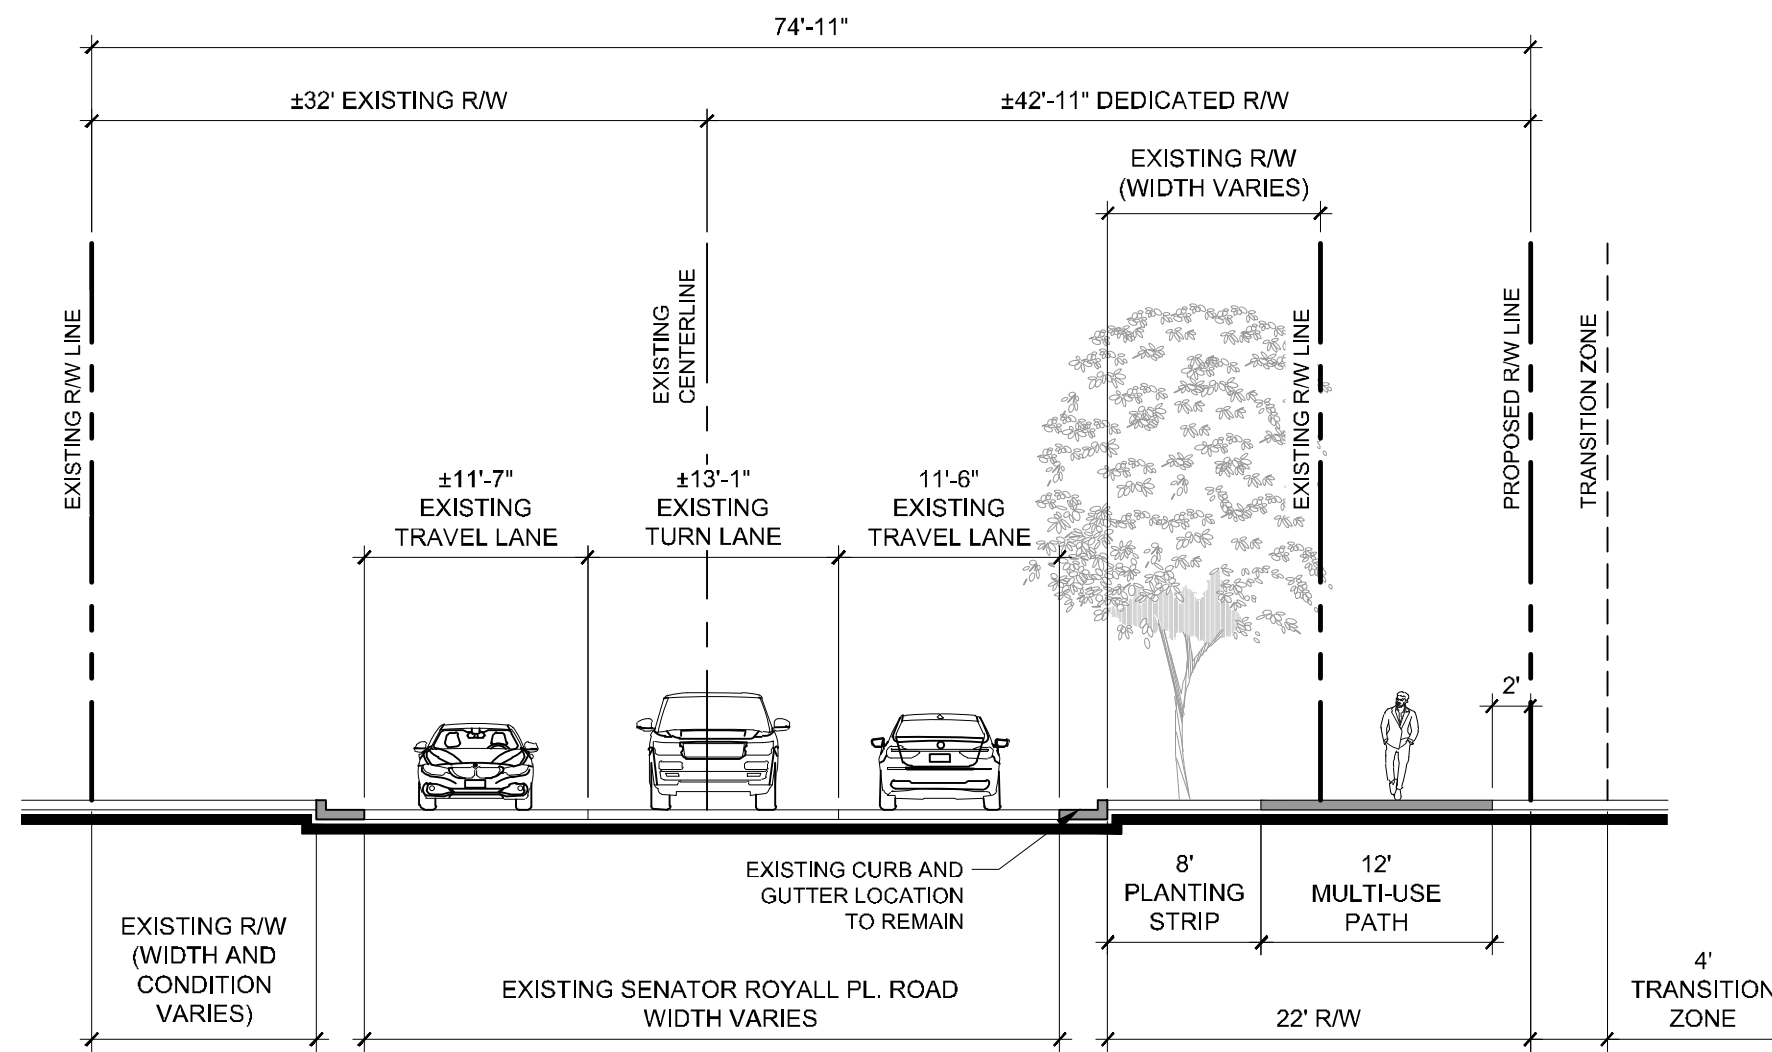 74'-11"
±32' EXISTING R/W
±42'-11" DEDICATED R/W
EXISTING R/W
(WIDTH VARIES)
EXISTING R/W LINE
EXISTING
CENTERLINE
EXISTING R/W LINE
PROPOSED R/W LINE
TRANSITION ZONE
±11'-7"
EXISTING
TRAVEL LANE
±13'-1"
EXISTING
TURN LANE
11'-6"
EXISTING
TRAVEL LANE
2'
EXISTING CURB AND
GUTTER LOCATION
TO REMAIN
8'
PLANTING
STRIP
12'
MULTI-USE
PATH
EXISTING R/W
(WIDTH AND
CONDITION
VARIES)
EXISTING SENATOR ROYALL PL. ROAD
WIDTH VARIES
22' R/W
4'
TRANSITION
ZONE